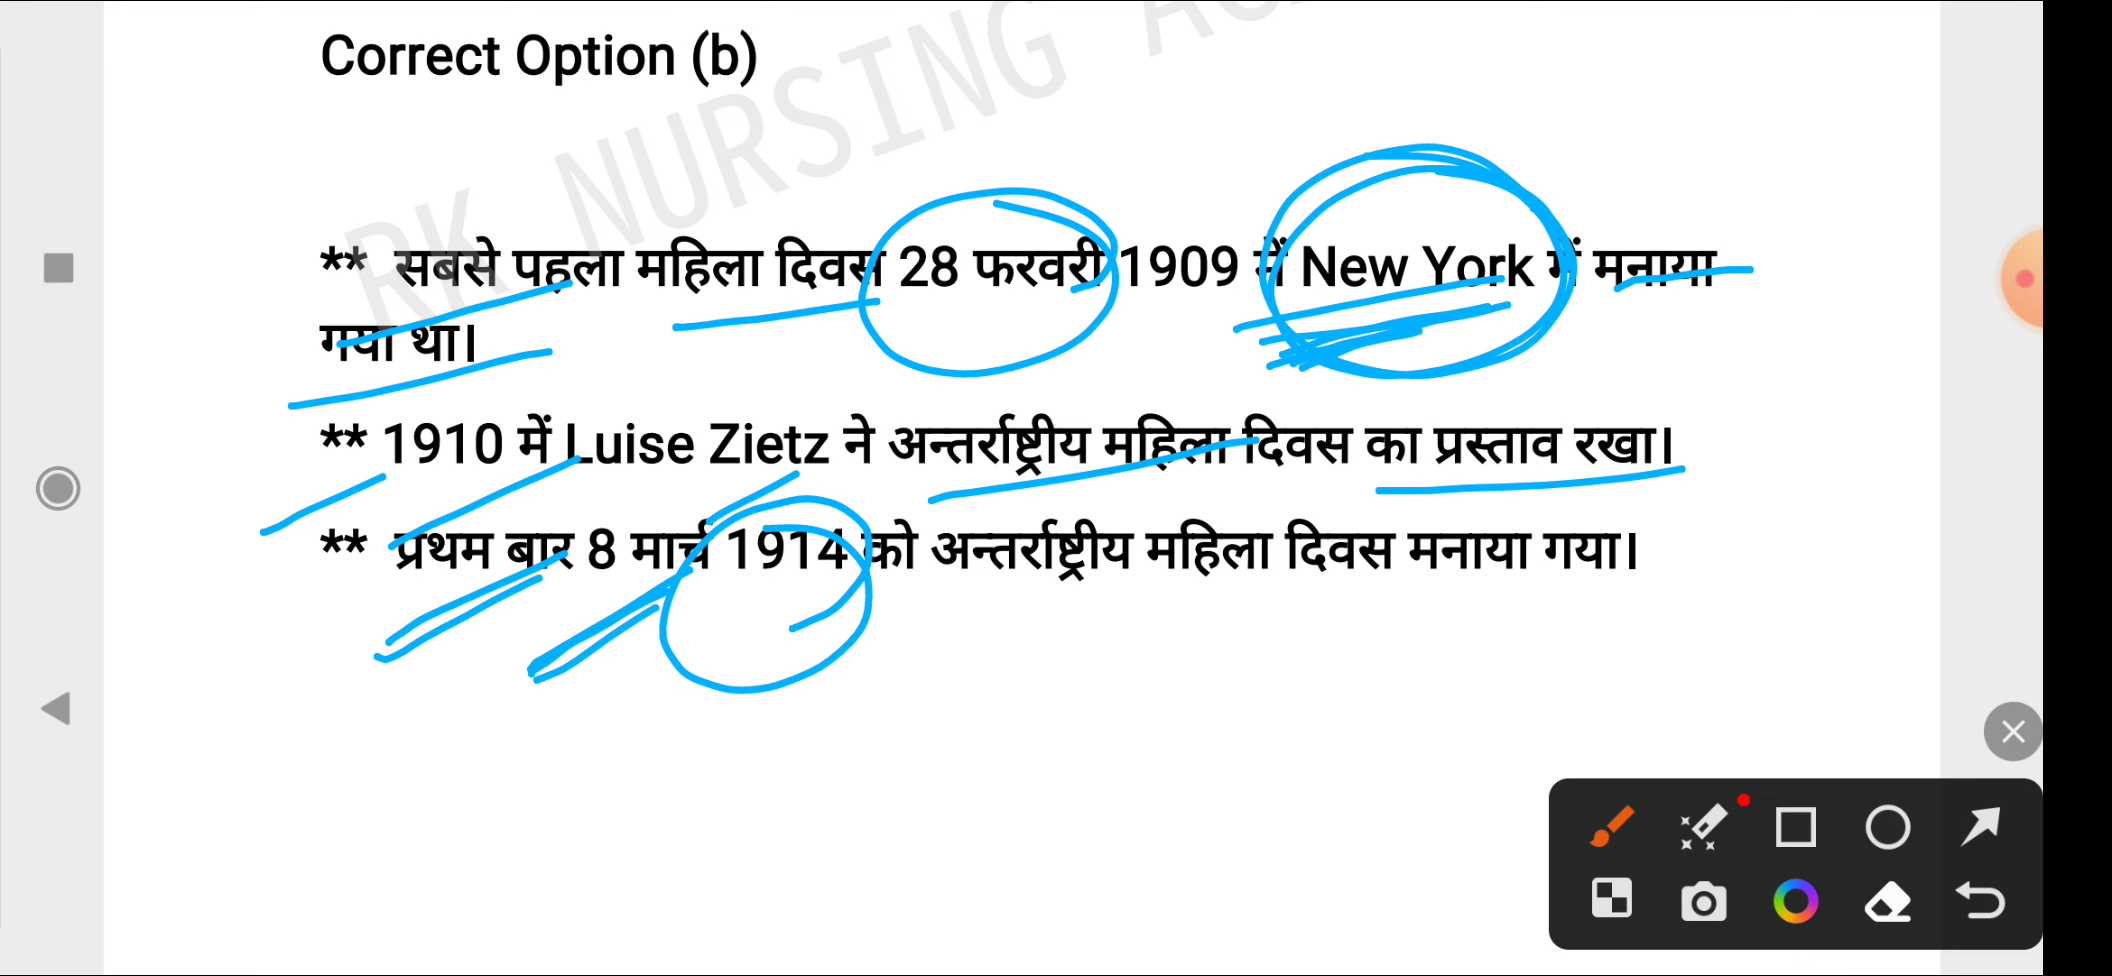 Correct Option (b)
RK NURSING
** सबसे पहला महिला दिवस 28 फरवरी 1909 में New York में मनाया
गया था।
** 1910 में Luise Zietz ने अन्तर्राष्ट्रीय महिला दिवस का प्रस्ताव रखा।
** प्रथम बार 8 मार्च 1914 को अन्तर्राष्ट्रीय महिला दिवस मनाया गया।